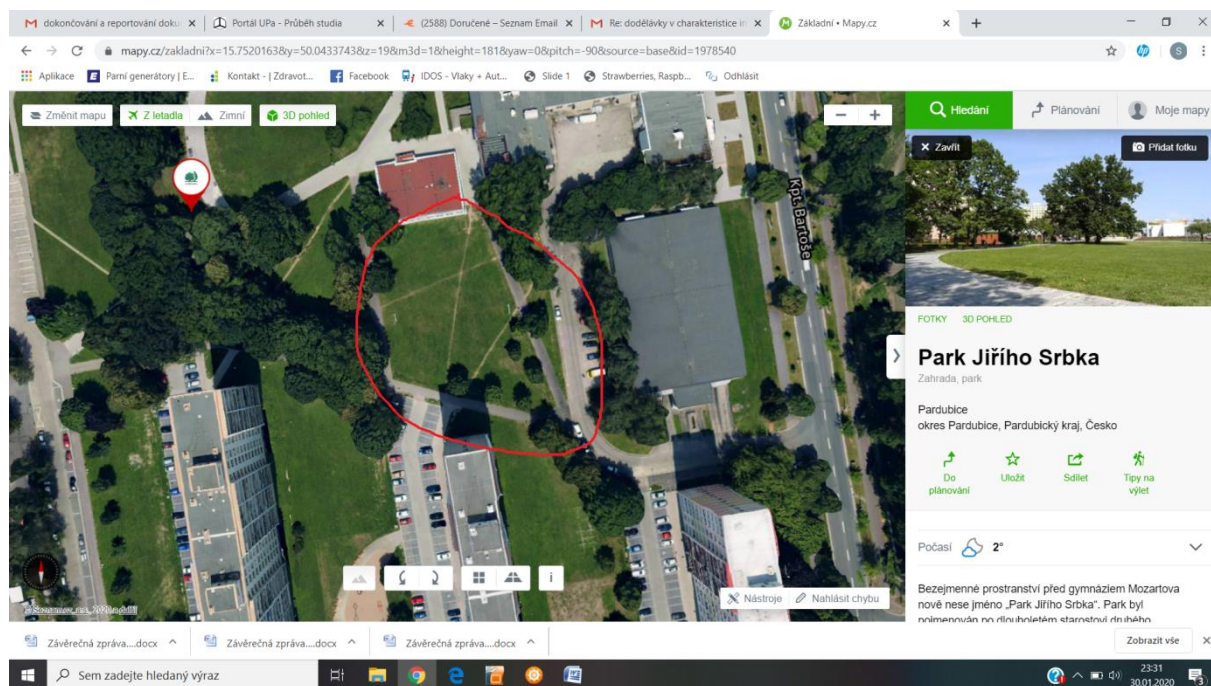 dokončování a reportování doku
Portál UPa - Průběh studia
(2588) Doručené – Seznam Email
Re: dodělávky v charakteristice in
Základní • Mapy.cz
mapy.cz/zakladni?x=15.7520163&y=50.0433743&z=19&m3d=1&height=181&yaw=0&pitch=-90&source=base&id=1978540
Aplikace
Parní generátory | E...
Kontakt - | Zdravot...
Facebook
IDOS - Vlaky + Aut...
Slide 1
Strawberries, Raspb...
Odhlásit
Změnit mapu
Z letadla
Zimní
3D pohled
Kpt. Bartoše
Hledání
Plánování
Moje mapy
Zavřít
Přidat fotku
FOTKY 3D POHLED
Park Jiřího Srbka
Zahrada, park
Pardubice
okres Pardubice, Pardubický kraj, Česko
Do plánování
Uložit
Sdílet
Tipy na výlet
Počasí 2°
Bezejmenné prostranství před gymnáziem Mozartova
nově nese jméno „Park Jiřího Srbka“. Park byl
pojmenován po dlouholetém starostovi druhého
Nástroje
Nahlásit chybu
Závěrečná zpráva....docx
Závěrečná zpráva....docx
Závěrečná zpráva....docx
Zobrazit vše
Sem zadejte hledaný výraz
23:31
30.01.2020